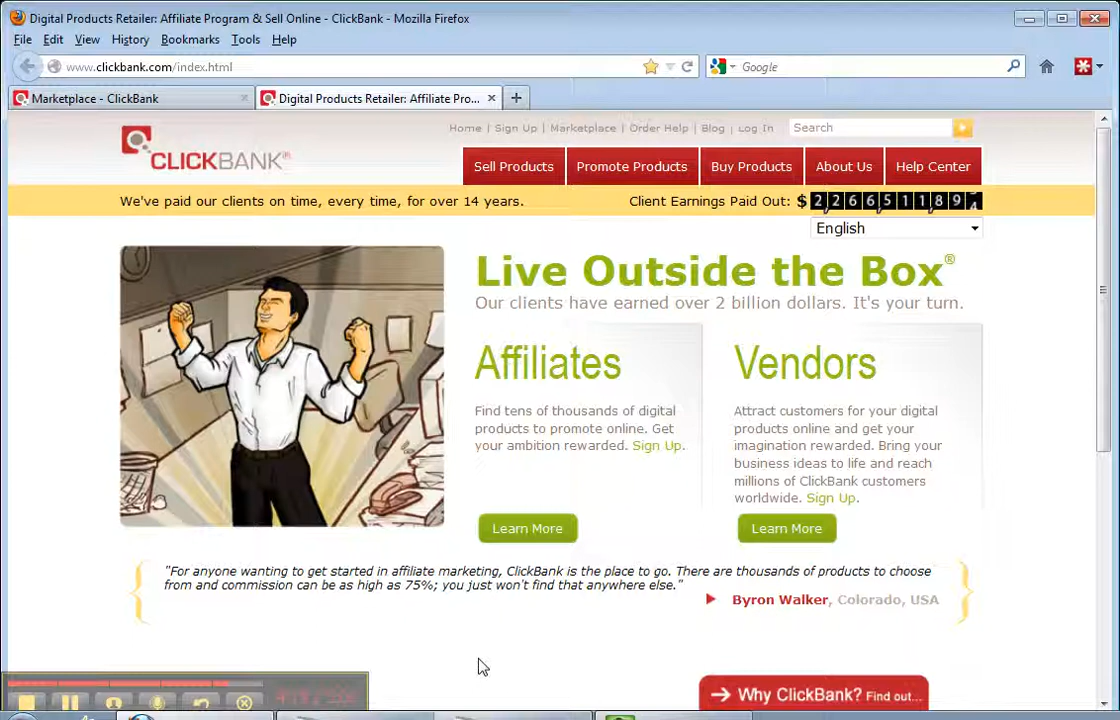 Digital Products Retailer: Affiliate Program & Sell Online - ClickBank - Mozilla Firefox
File Edit View History Bookmarks Tools Help
www.clickbank.com/index.html
Google
Marketplace - ClickBank
Digital Products Retailer: Affiliate Pro...
Home | Sign Up | Marketplace | Order Help | Blog | Log In
Search
CLICKBANK®
Sell Products Promote Products Buy Products About Us Help Center
We've paid our clients on time, every time, for over 14 years.
Client Earnings Paid Out: $ 2,266,511,89
English
Live Outside the Box®
Our clients have earned over 2 billion dollars. It's your turn.
Affiliates
Find tens of thousands of digital
products to promote online. Get
your ambition rewarded. Sign Up.
Learn More
Vendors
Attract customers for your digital
products online and get your
imagination rewarded. Bring your
business ideas to life and reach
millions of ClickBank customers
worldwide. Sign Up.
Learn More
"For anyone wanting to get started in affiliate marketing, ClickBank is the place to go. There are thousands of products to choose
from and commission can be as high as 75%; you just won't find that anywhere else."
Byron Walker, Colorado, USA
Why ClickBank? Find out...